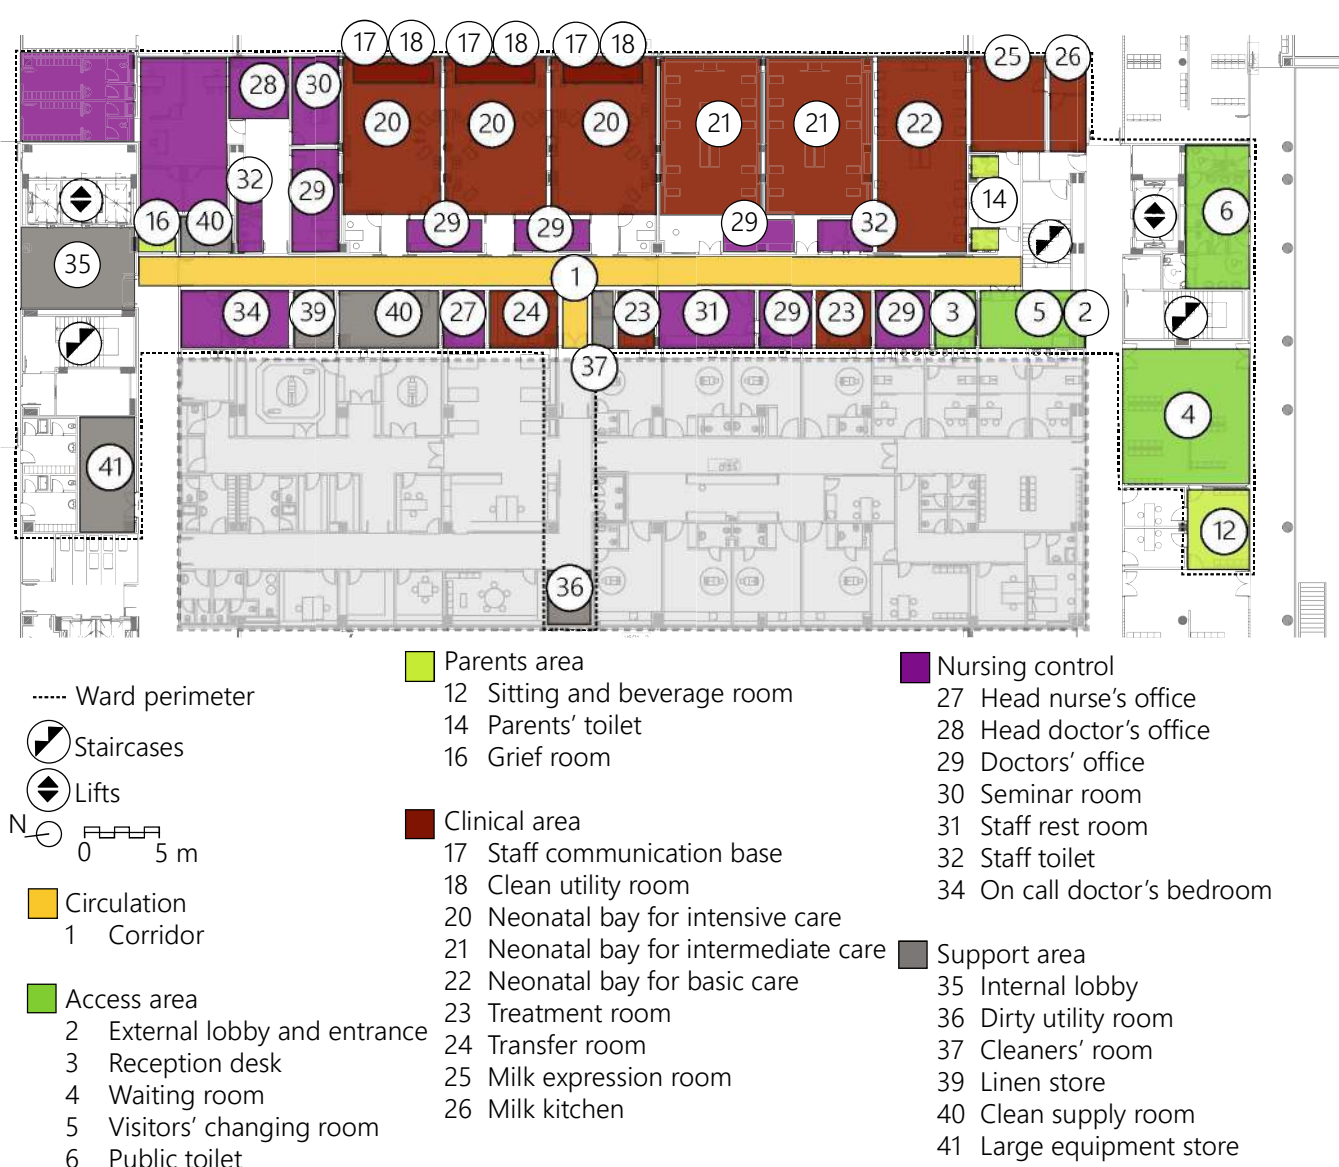 17 18 17 18 17 18 25 26
28 30
20 20 20 21 21 22
32 29 14
16 40 29 29 29 32 6
35 1
34 39 40 27 24 23 31 29 23 29 3 5 2
37
4
41
12
36
Ward perimeter
Staircases
Lifts
N
0 5 m
Circulation
1 Corridor
Access area
2 External lobby and entrance
3 Reception desk
4 Waiting room
5 Visitors’ changing room
6 Public toilet
Parents area
12 Sitting and beverage room
14 Parents’ toilet
16 Grief room
Clinical area
17 Staff communication base
18 Clean utility room
20 Neonatal bay for intensive care
21 Neonatal bay for intermediate care
22 Neonatal bay for basic care
23 Treatment room
24 Transfer room
25 Milk expression room
26 Milk kitchen
Nursing control
27 Head nurse’s office
28 Head doctor’s office
29 Doctors’ office
30 Seminar room
31 Staff rest room
32 Staff toilet
34 On call doctor’s bedroom
Support area
35 Internal lobby
36 Dirty utility room
37 Cleaners’ room
39 Linen store
40 Clean supply room
41 Large equipment store